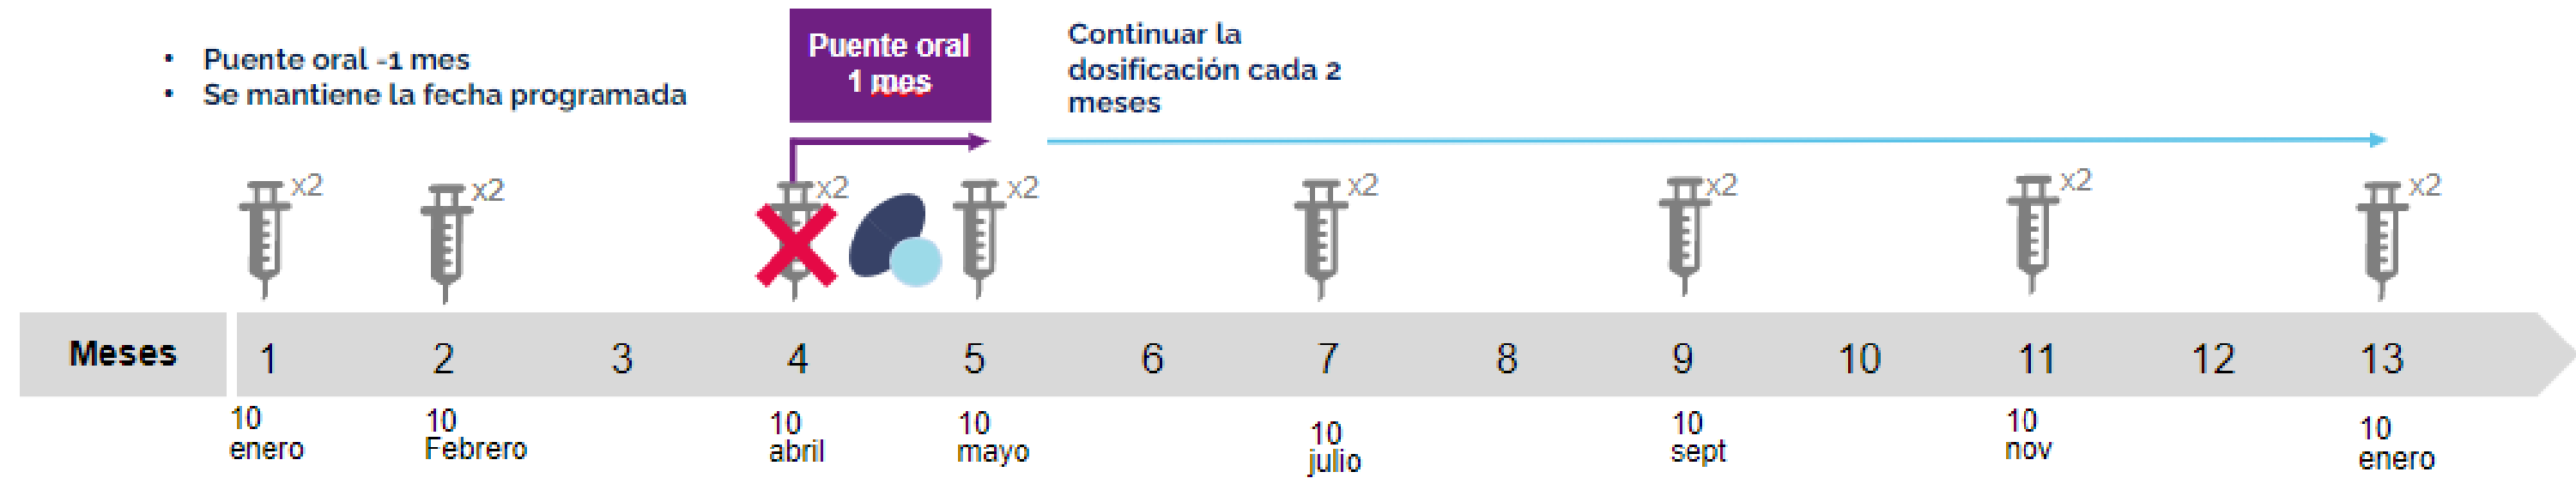 • Puente oral -1 mes
• Se mantiene la fecha programada
Puente oral
1 mes
Continuar la
dosificación cada 2
meses
x2
x2
x2
x2
x2
x2
x2
x2
Meses
1 2 3 4 5 6 7 8 9 10 11 12 13
10
enero
10
Febrero
10
abril
10
mayo
10
julio
10
sept
10
nov
10
enero